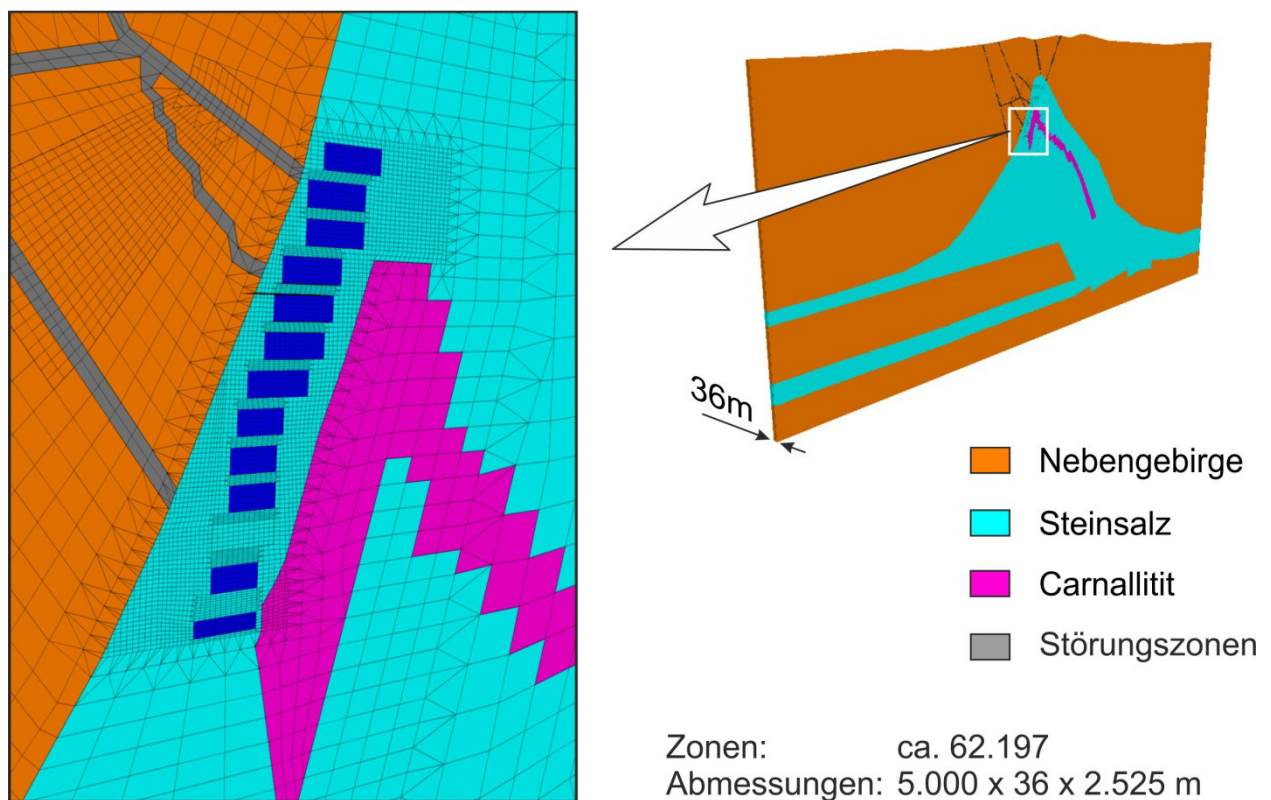 36m
Nebengebirge
Steinsalz
Carnallitit
Störungszonen
Zonen: ca. 62.197
Abmessungen: 5.000 x 36 x 2.525 m